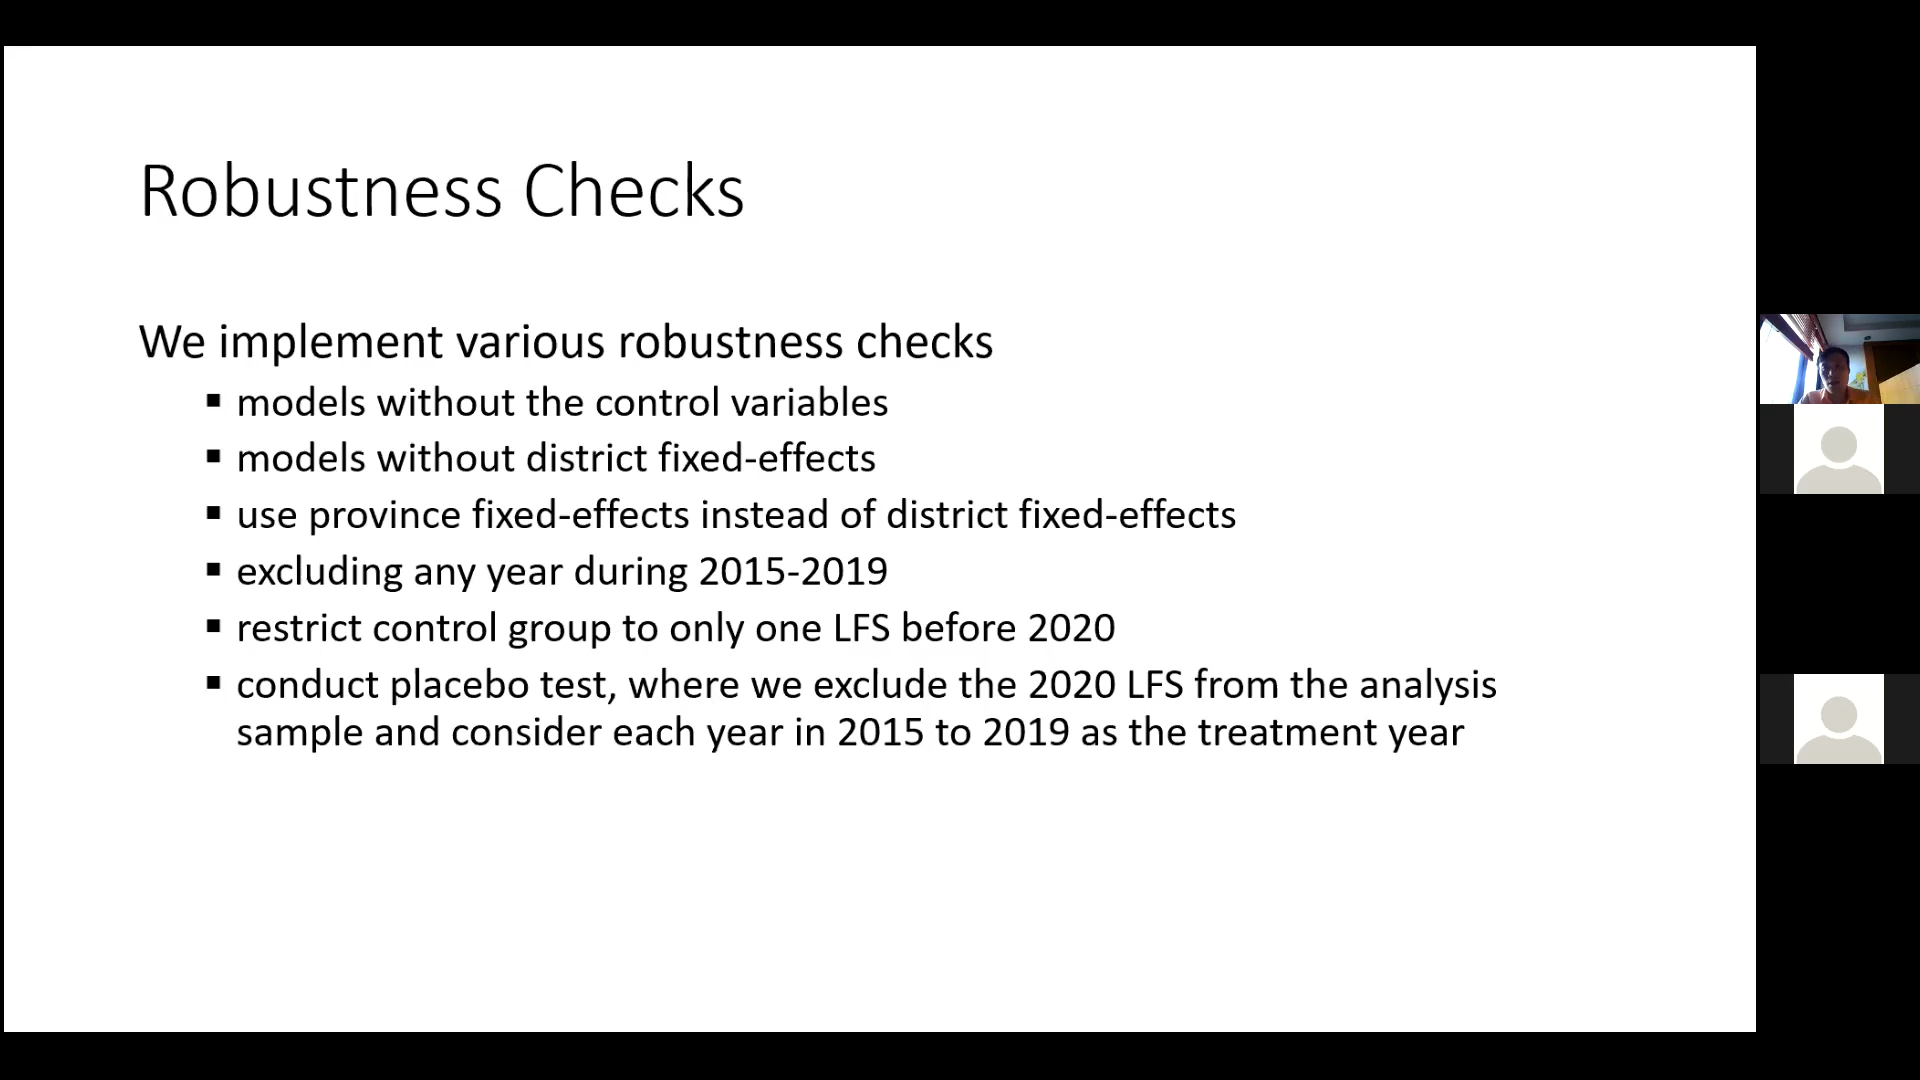 Robustness Checks
We implement various robustness checks
▪ models without the control variables
▪ models without district fixed-effects
▪ use province fixed-effects instead of district fixed-effects
▪ excluding any year during 2015-2019
▪ restrict control group to only one LFS before 2020
▪ conduct placebo test, where we exclude the 2020 LFS from the analysis
sample and consider each year in 2015 to 2019 as the treatment year